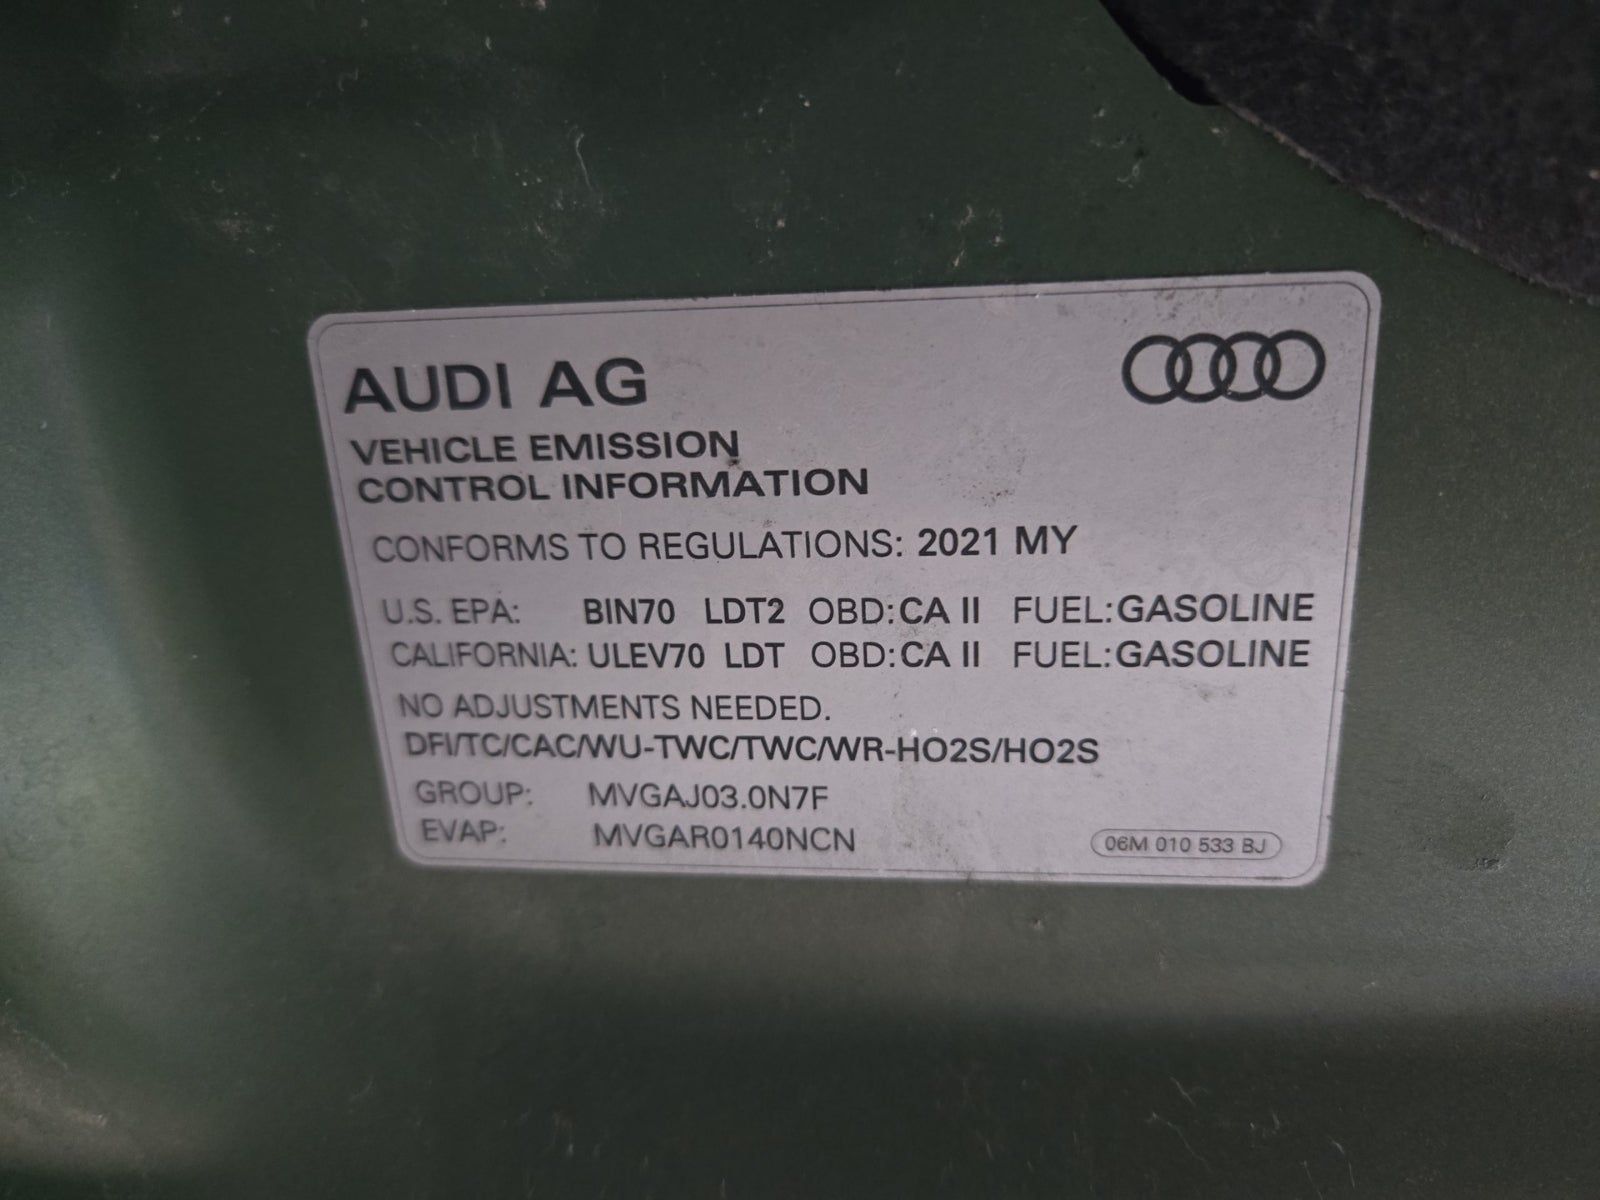 AUDI AG
VEHICLE EMISSION
CONTROL INFORMATION
CONFORMS TO REGULATIONS: 2021 MY
U.S. EPA: BIN70 LDT2 OBD: CA II FUEL: GASOLINE
CALIFORNIA: ULEV70 LDT OBD: CA II FUEL: GASOLINE
NO ADJUSTMENTS NEEDED.
DFI/TC/CAC/WU-TWC/TWC/WR-HO2S/HO2S
GROUP: MVGAJ03.0N7F
EVAP: MVGAR0140NCN
06M 010 533 BJ